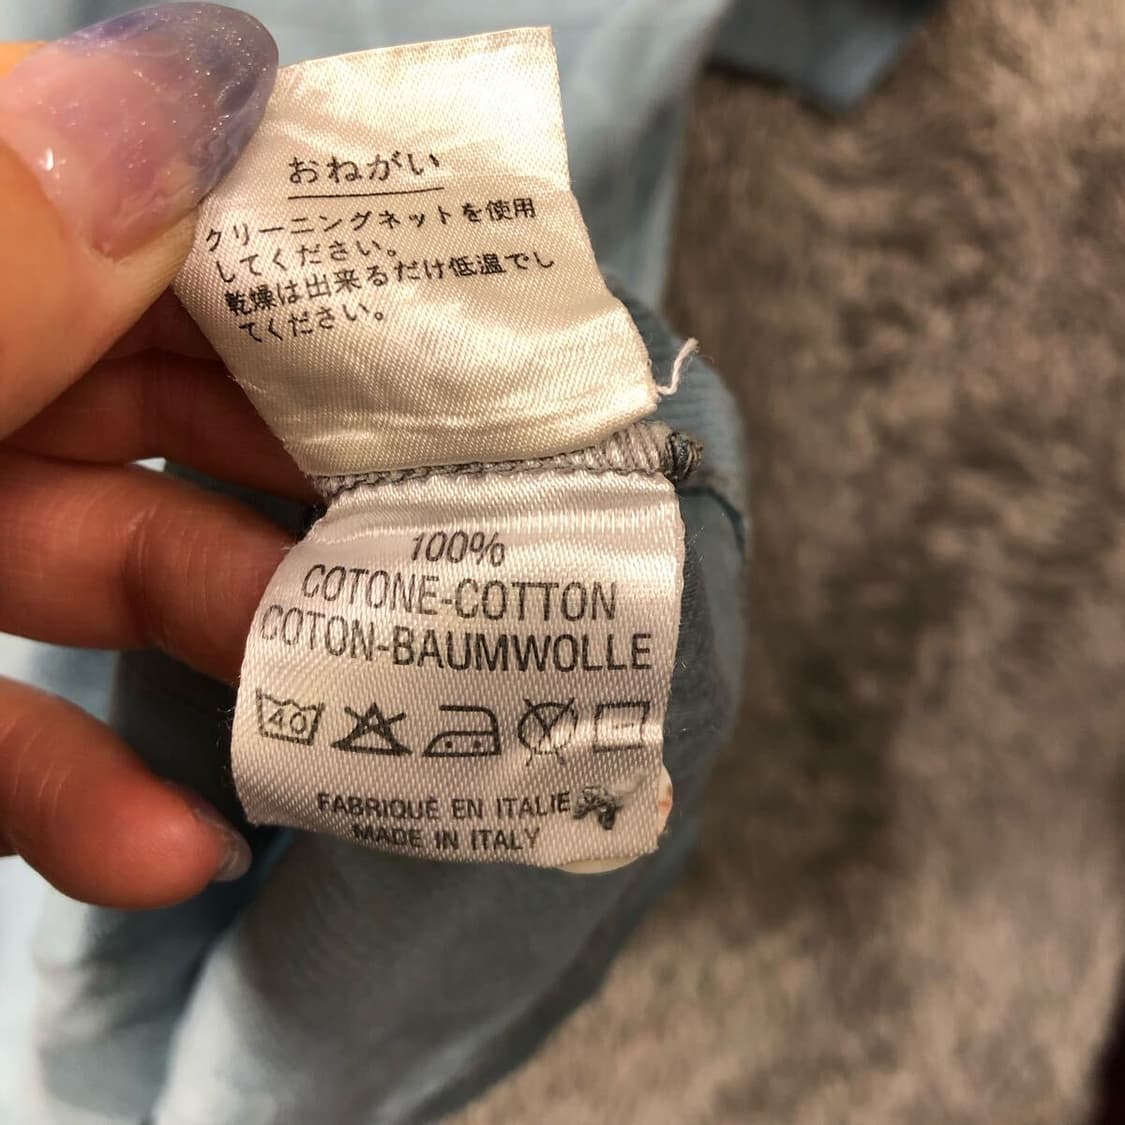 おねがい
クリーニングネットを使用
してください。
乾燥は出来るだけ低温でし
てください。
100%
COTONE-COTTON
COTON-BAUMWOLLE
40
FABRIQUÉ EN ITALIE
MADE IN ITALY